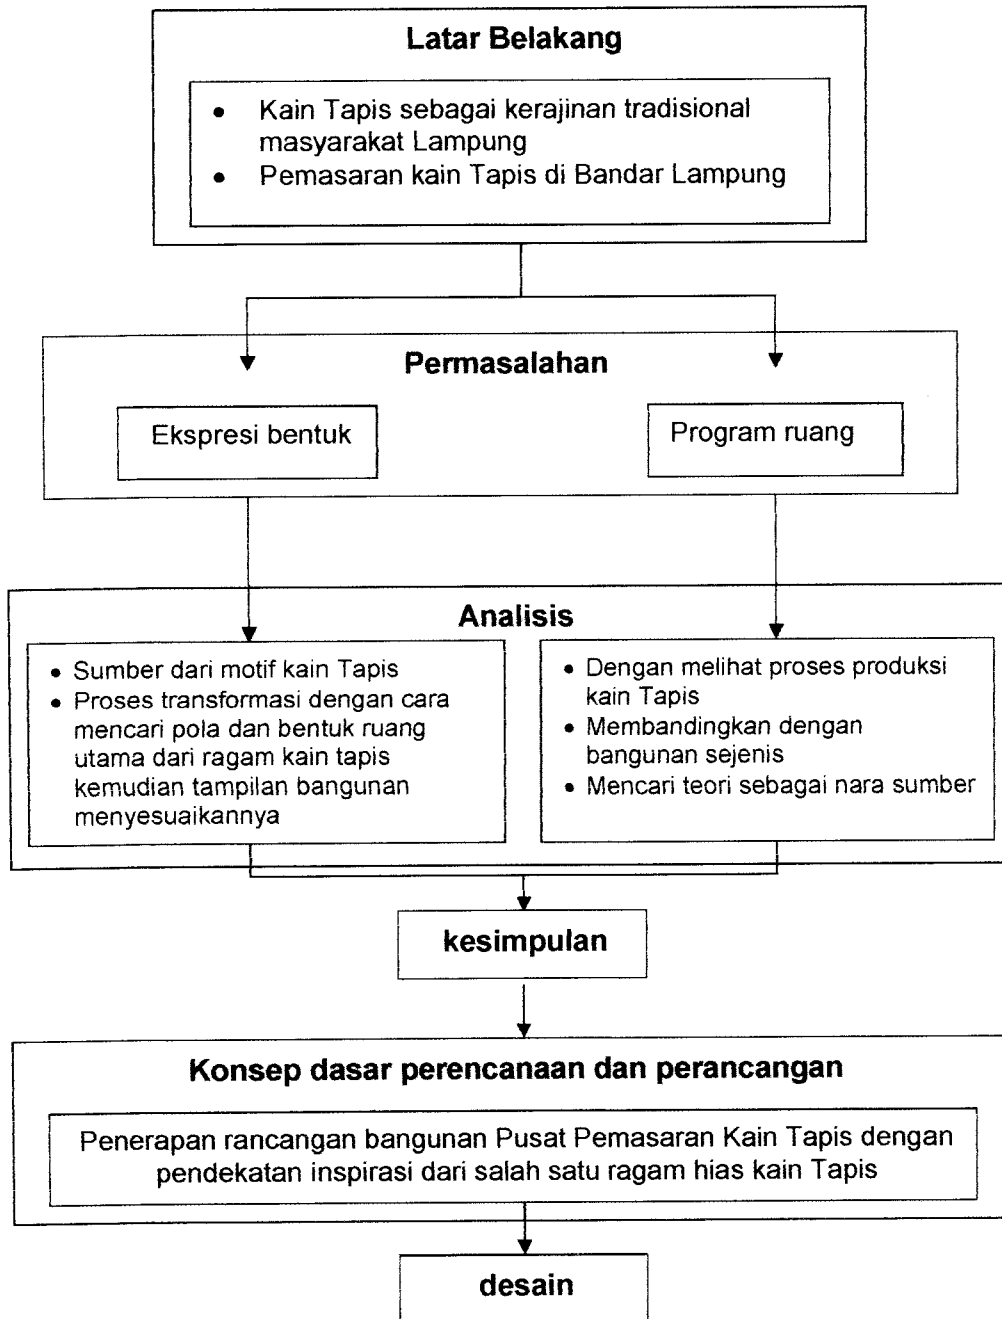 Latar Belakang
• Kain Tapis sebagai kerajinan tradisional
masyarakat Lampung
• Pemasaran kain Tapis di Bandar Lampung
Permasalahan
Ekspresi bentuk
Program ruang
Analisis
• Sumber dari motif kain Tapis
• Proses transformasi dengan cara
mencari pola dan bentuk ruang
utama dari ragam kain tapis
kemudian tampilan bangunan
menyesuaikannya
• Dengan melihat proses produksi
kain Tapis
• Membandingkan dengan
bangunan sejenis
• Mencari teori sebagai nara sumber
kesimpulan
Konsep dasar perencanaan dan perancangan
Penerapan rancangan bangunan Pusat Pemasaran Kain Tapis dengan
pendekatan inspirasi dari salah satu ragam hias kain Tapis
desain